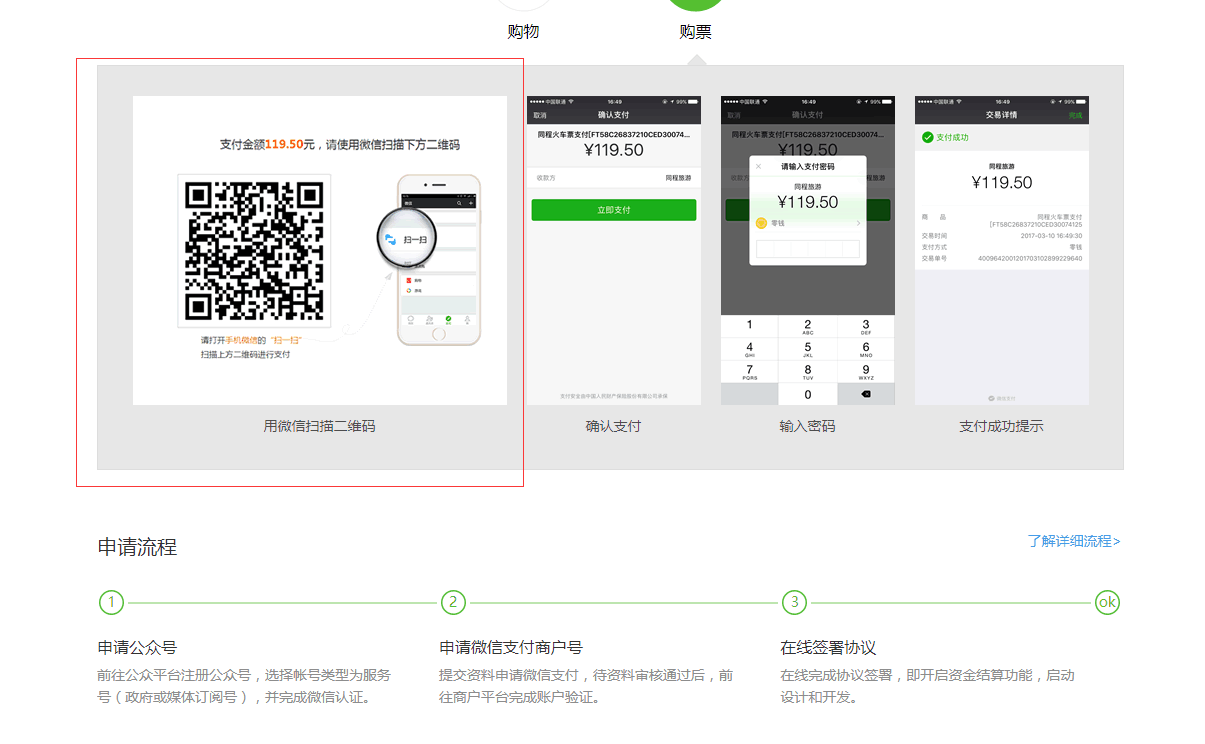 购物
购票
支付金额119.50元，请使用微信扫描下方二维码
扫一扫
请打开手机微信的 “扫一扫”
扫描上方二维码进行支付
用微信扫描二维码
中国联通 16:49 99%
取消 确认支付
同程火车票支付[FT58C26837210CED30074...
¥119.50
收款方 同程旅游
立即支付
支付安全由中国人民财产保险股份有限公司承保
确认支付
中国联通 16:49 99%
取消 确认支付
同程火车票支付[FT58C26837210CED30074...
¥119.50
请输入支付密码
同程旅游
¥119.50
零钱
1 2 ABC 3 DEF
4 GHI 5 JKL 6 MNO
7 PQRS 8 TUV 9 WXYZ
0
输入密码
中国联通 16:49 99%
交易详情 完成
支付成功
同程旅游
¥119.50
商品 同程火车票支付
[FT58C26837210CED30074125
交易时间 2017-03-10 16:49:30
支付方式 零钱
交易单号 4009642001201703102899229640
微信支付
支付成功提示
申请流程
了解详细流程>
1 2 3 ok
申请公众号
前往公众平台注册公众号，选择帐号类型为服务
号（政府或媒体订阅号），并完成微信认证。
申请微信支付商户号
提交资料申请微信支付，待资料审核通过后，前
往商户平台完成账户验证。
在线签署协议
在线完成协议签署，即开启资金结算功能，启动
设计和开发。